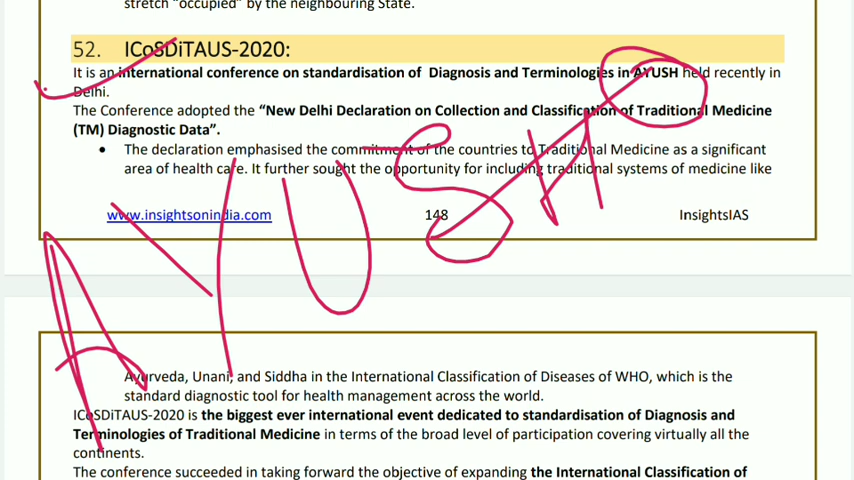 stretch "occupied" by the neighbouring State.
52. ICoSDiTAUS-2020:
It is an international conference on standardisation of Diagnosis and Terminologies in AYUSH held recently in
Delhi.
The Conference adopted the "New Delhi Declaration on Collection and Classification of Traditional Medicine
(TM) Diagnostic Data".
• The declaration emphasised the commitment of the countries to Traditional Medicine as a significant
area of health care. It further sought the opportunity for including traditional systems of medicine like
www.insightsonindia.com 148 InsightsIAS
AYUSH
Ayurveda, Unani, and Siddha in the International Classification of Diseases of WHO, which is the
standard diagnostic tool for health management across the world.
ICoSDiTAUS-2020 is the biggest ever international event dedicated to standardisation of Diagnosis and
Terminologies of Traditional Medicine in terms of the broad level of participation covering virtually all the
continents.
The conference succeeded in taking forward the objective of expanding the International Classification of